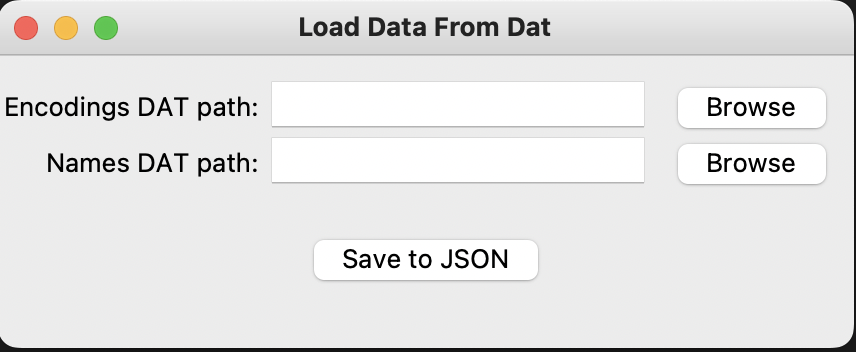 Load Data From Dat
Encodings DAT path: Browse
Names DAT path: Browse
Save to JSON